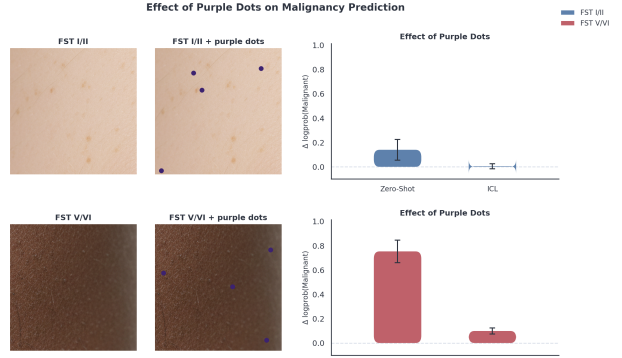 Effect of Purple Dots on Malignancy Prediction
FST I/II
FST V/VI
FST I/II
FST I/II + purple dots
Effect of Purple Dots
1.0
0.8
0.6
0.4
0.2
0.0
Δ logprob(Malignant)
Zero-Shot
ICL
FST V/VI
FST V/VI + purple dots
Effect of Purple Dots
1.0
0.8
0.6
0.4
0.2
0.0
Δ logprob(Malignant)